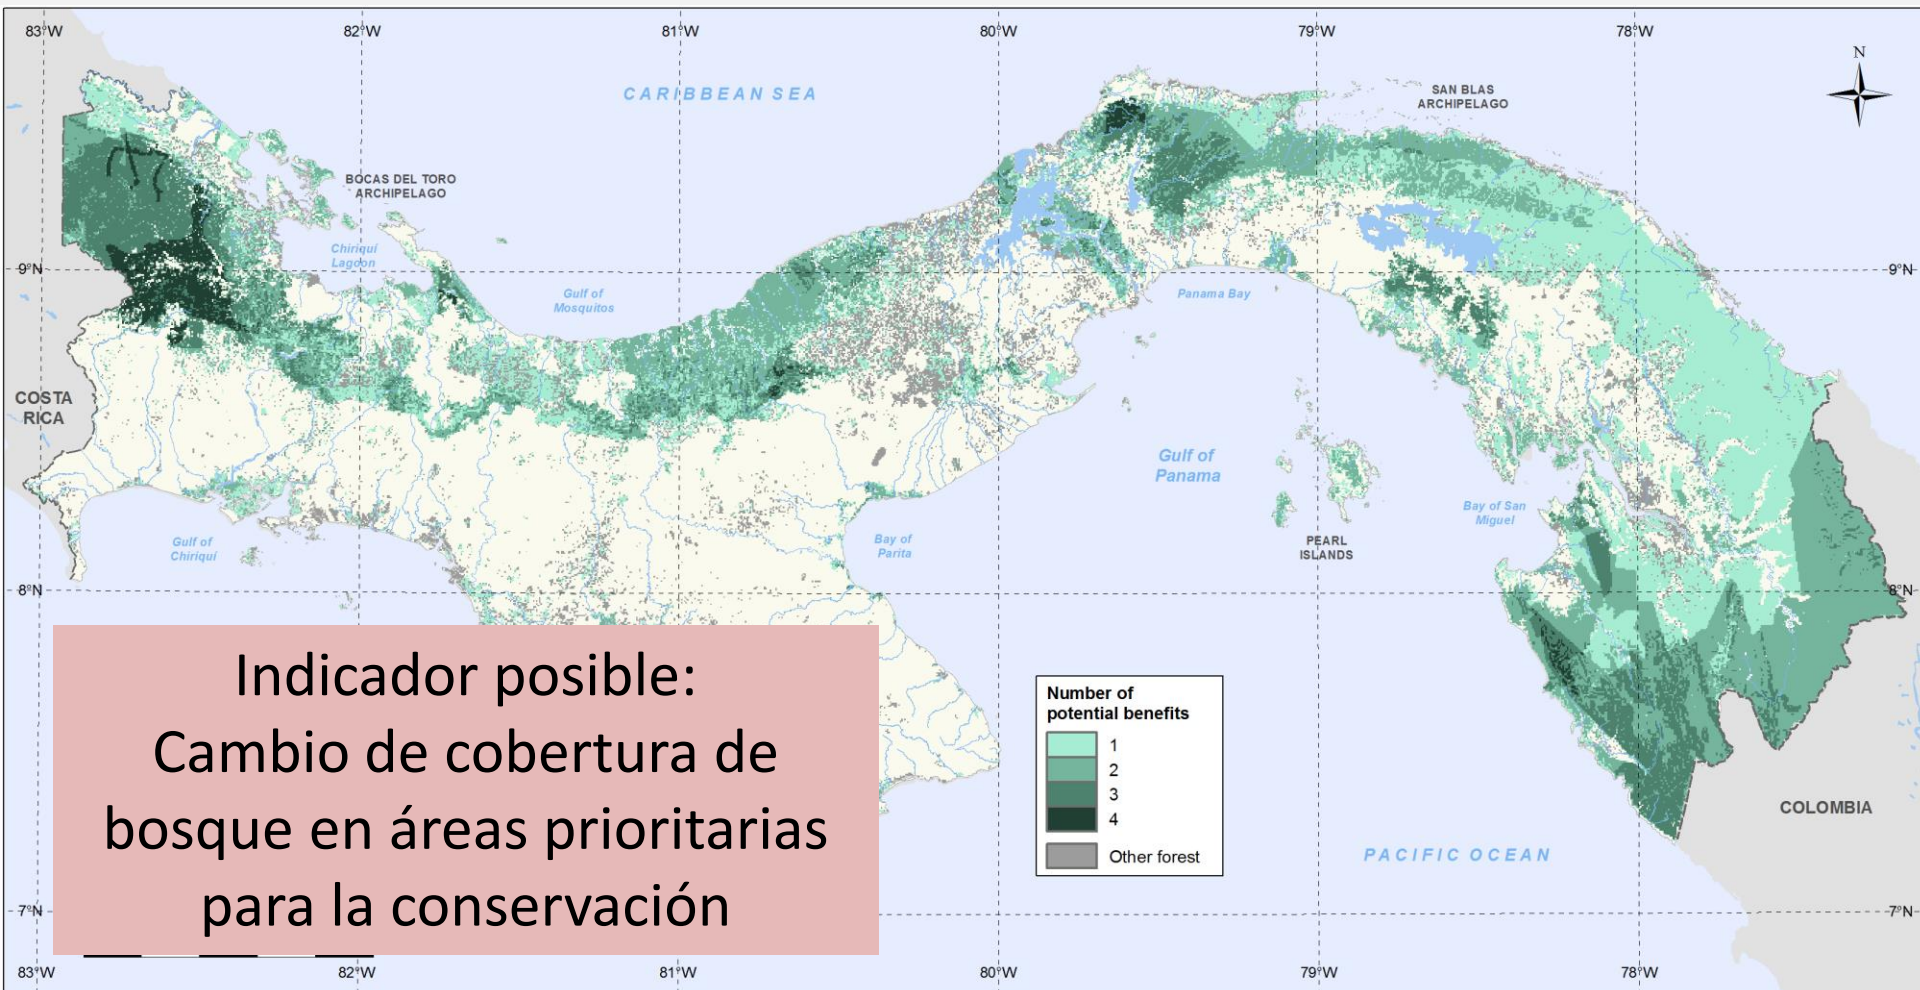 83°W
82°W
81°W
80°W
79°W
78°W
N
CARIBBEAN SEA
SAN BLAS
ARCHIPELAGO
BOCAS DEL TORO
ARCHIPELAGO
Chiriquí
Lagoon
9°N
9°N
Gulf of
Mosquitos
Panama Bay
COSTA
RICA
Gulf of
Panama
Bay of San
Miguel
Gulf of
Chiriquí
Bay of
Parita
PEARL
ISLANDS
8°N
8°N
Indicador posible:
Cambio de cobertura de
bosque en áreas prioritarias
para la conservación
Number of
potential benefits
1
2
3
4
Other forest
COLOMBIA
PACIFIC OCEAN
7°N
7°N
83°W
82°W
81°W
80°W
79°W
78°W